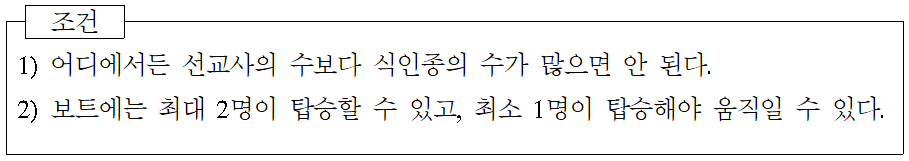 조건
1) 어디에서든 선교사의 수보다 식인종의 수가 많으면 안 된다.
2) 보트에는 최대 2명이 탑승할 수 있고, 최소 1명이 탑승해야 움직일 수 있다.